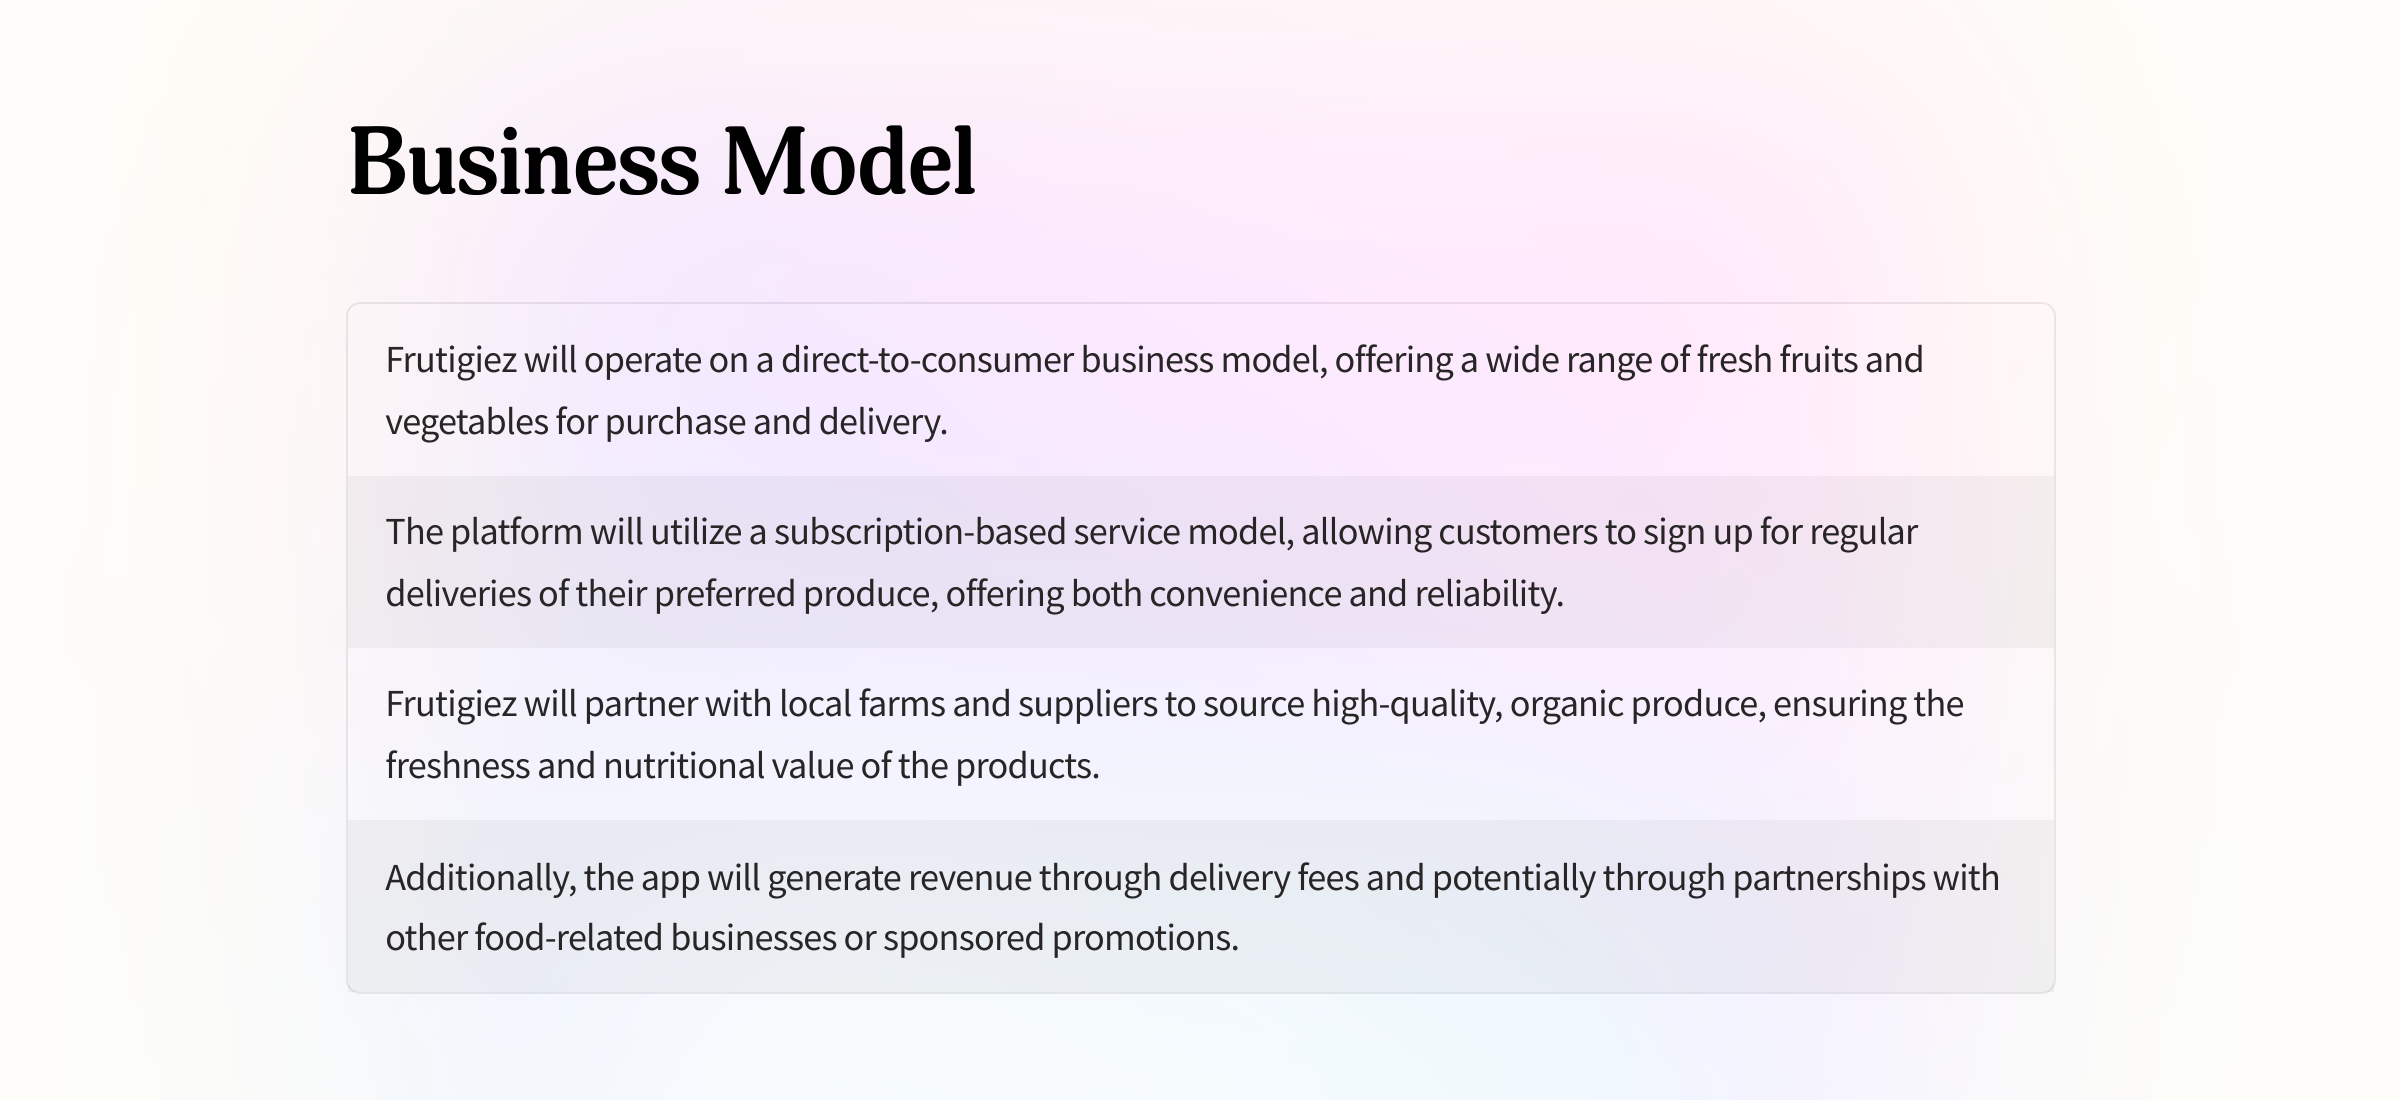 Business Model
Frutigiez will operate on a direct-to-consumer business model, offering a wide range of fresh fruits and
vegetables for purchase and delivery.
The platform will utilize a subscription-based service model, allowing customers to sign up for regular
deliveries of their preferred produce, offering both convenience and reliability.
Frutigiez will partner with local farms and suppliers to source high-quality, organic produce, ensuring the
freshness and nutritional value of the products.
Additionally, the app will generate revenue through delivery fees and potentially through partnerships with
other food-related businesses or sponsored promotions.